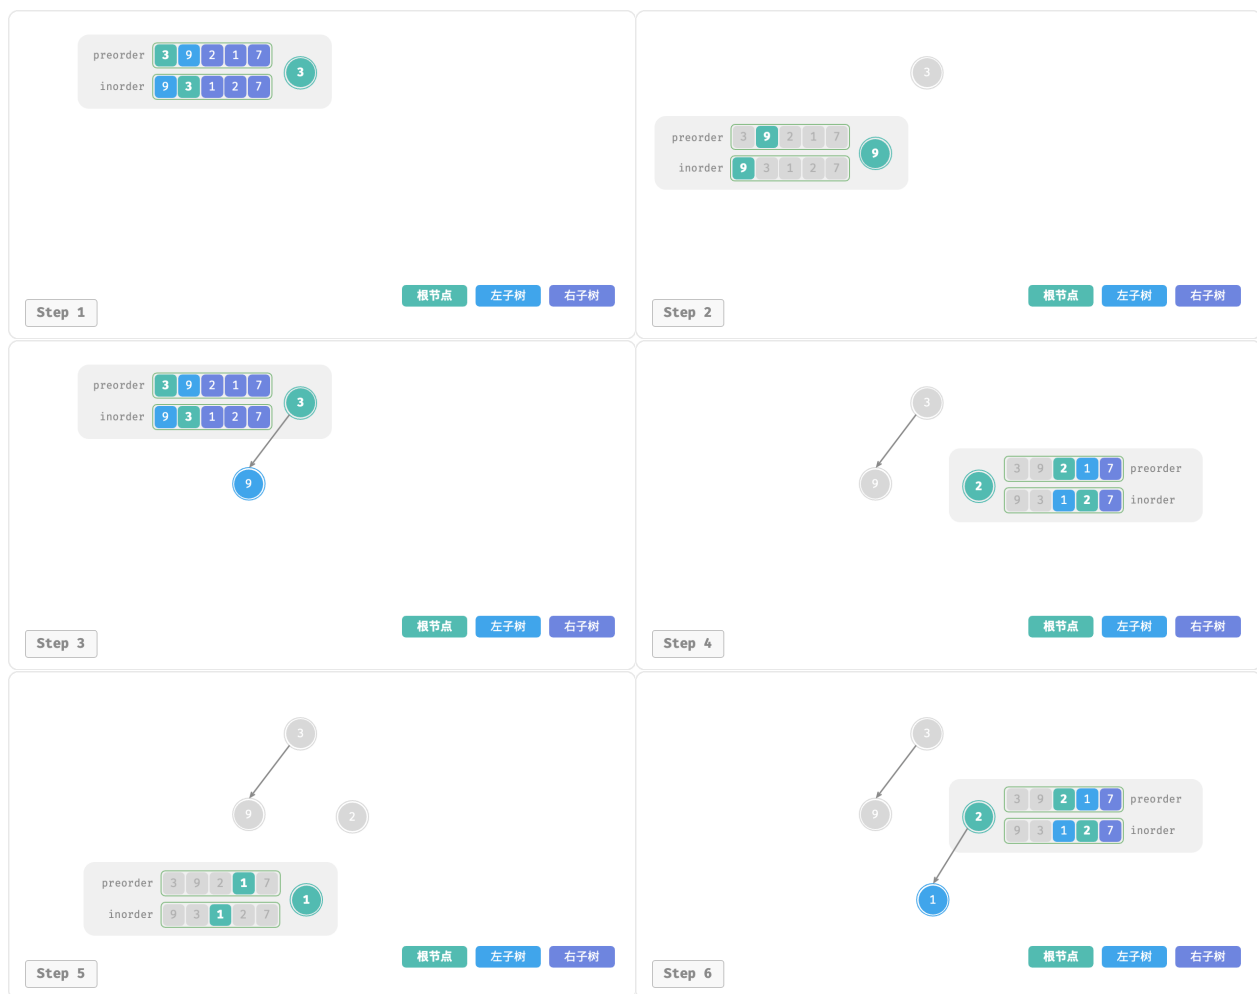 preorder 3 9 2 1 7
inorder 9 3 1 2 7
3
根节点 左子树 右子树
Step 1
3
preorder 3 9 2 1 7
inorder 9 3 1 2 7
9
根节点 左子树 右子树
Step 2
preorder 3 9 2 1 7
inorder 9 3 1 2 7
3
9
根节点 左子树 右子树
Step 3
3
9
2
3 9 2 1 7 preorder
9 3 1 2 7 inorder
根节点 左子树 右子树
Step 4
3
9 2
preorder 3 9 2 1 7
inorder 9 3 1 2 7
1
根节点 左子树 右子树
Step 5
3
9
2
3 9 2 1 7 preorder
9 3 1 2 7 inorder
1
根节点 左子树 右子树
Step 6